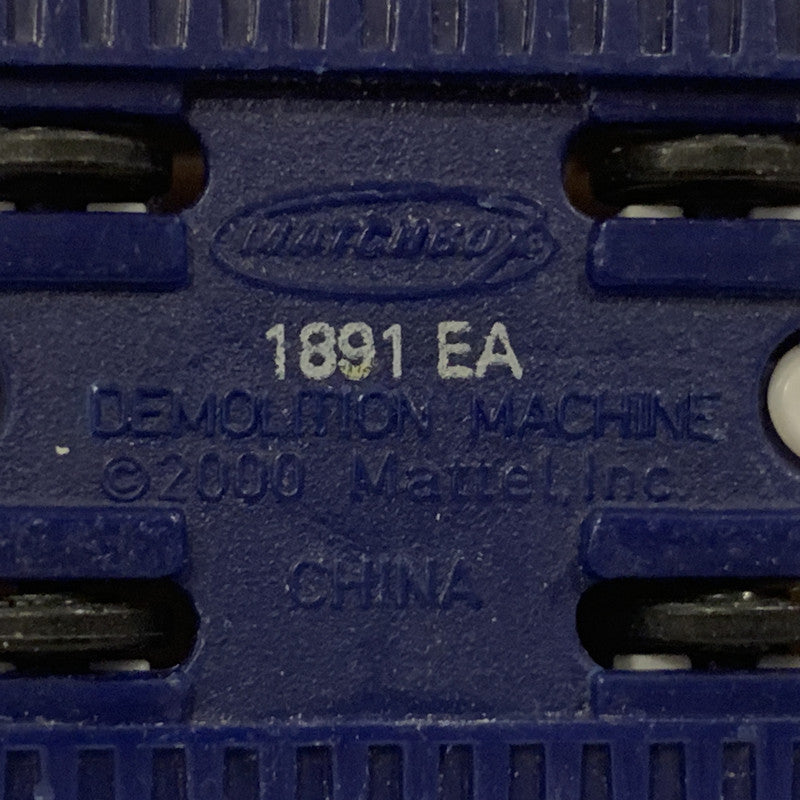 MATCHBOX
1891 EA
DEMOLITION MACHINE
©2000 Mattel, Inc.
CHINA